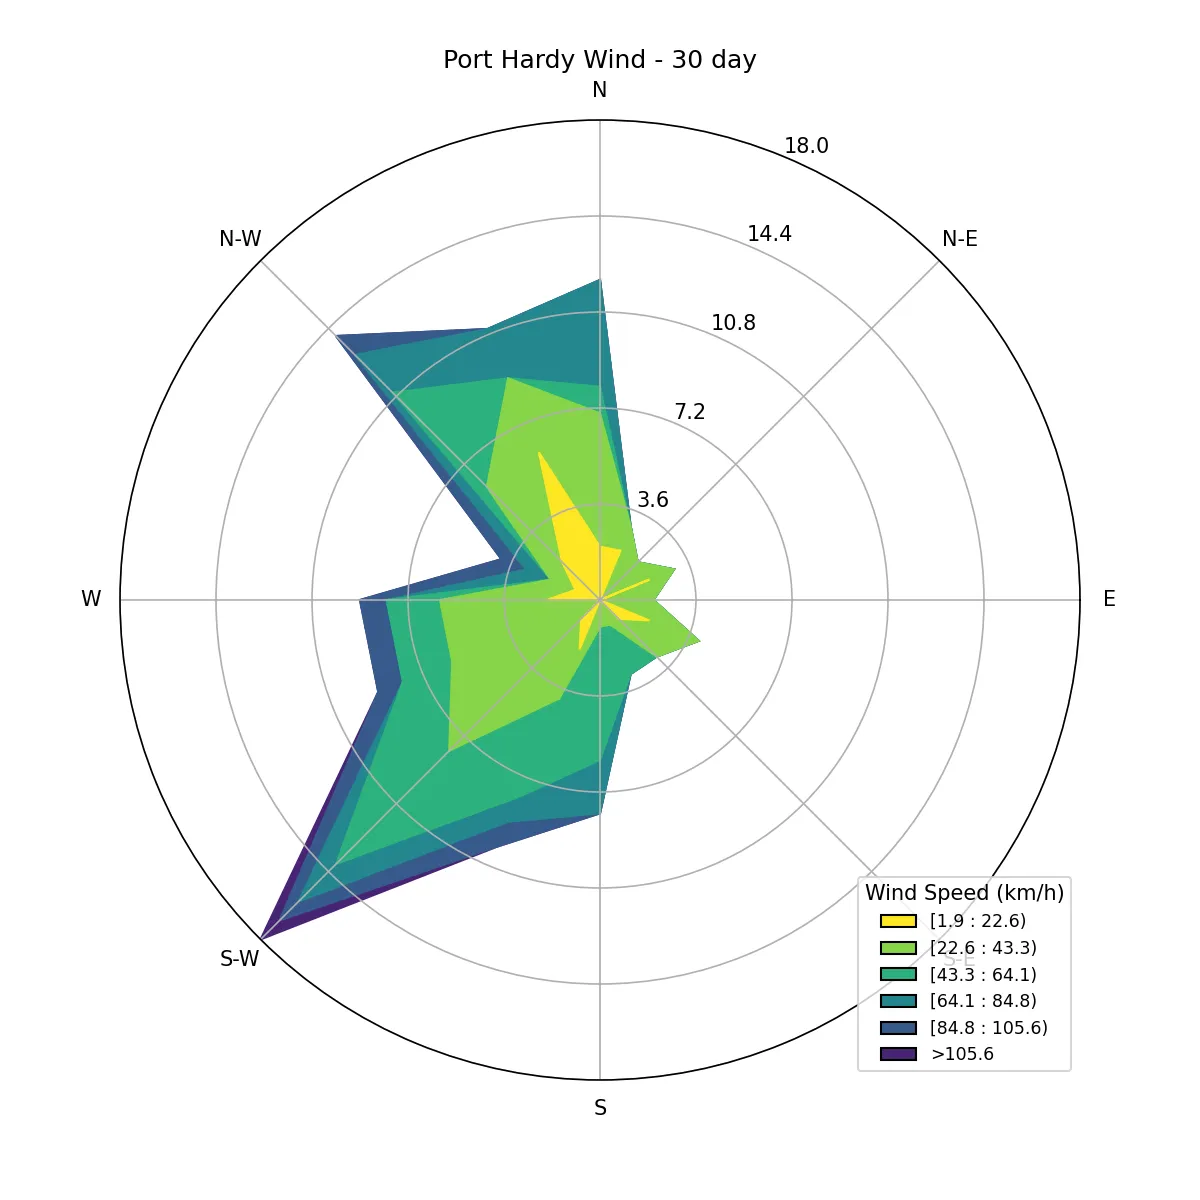 Port Hardy Wind - 30 day
N
18.0
14.4
N-W
N-E
10.8
7.2
3.6
W
E
S-W
S-E
S
Wind Speed (km/h)
[1.9 : 22.6)
[22.6 : 43.3)
[43.3 : 64.1)
[64.1 : 84.8)
[84.8 : 105.6)
>105.6